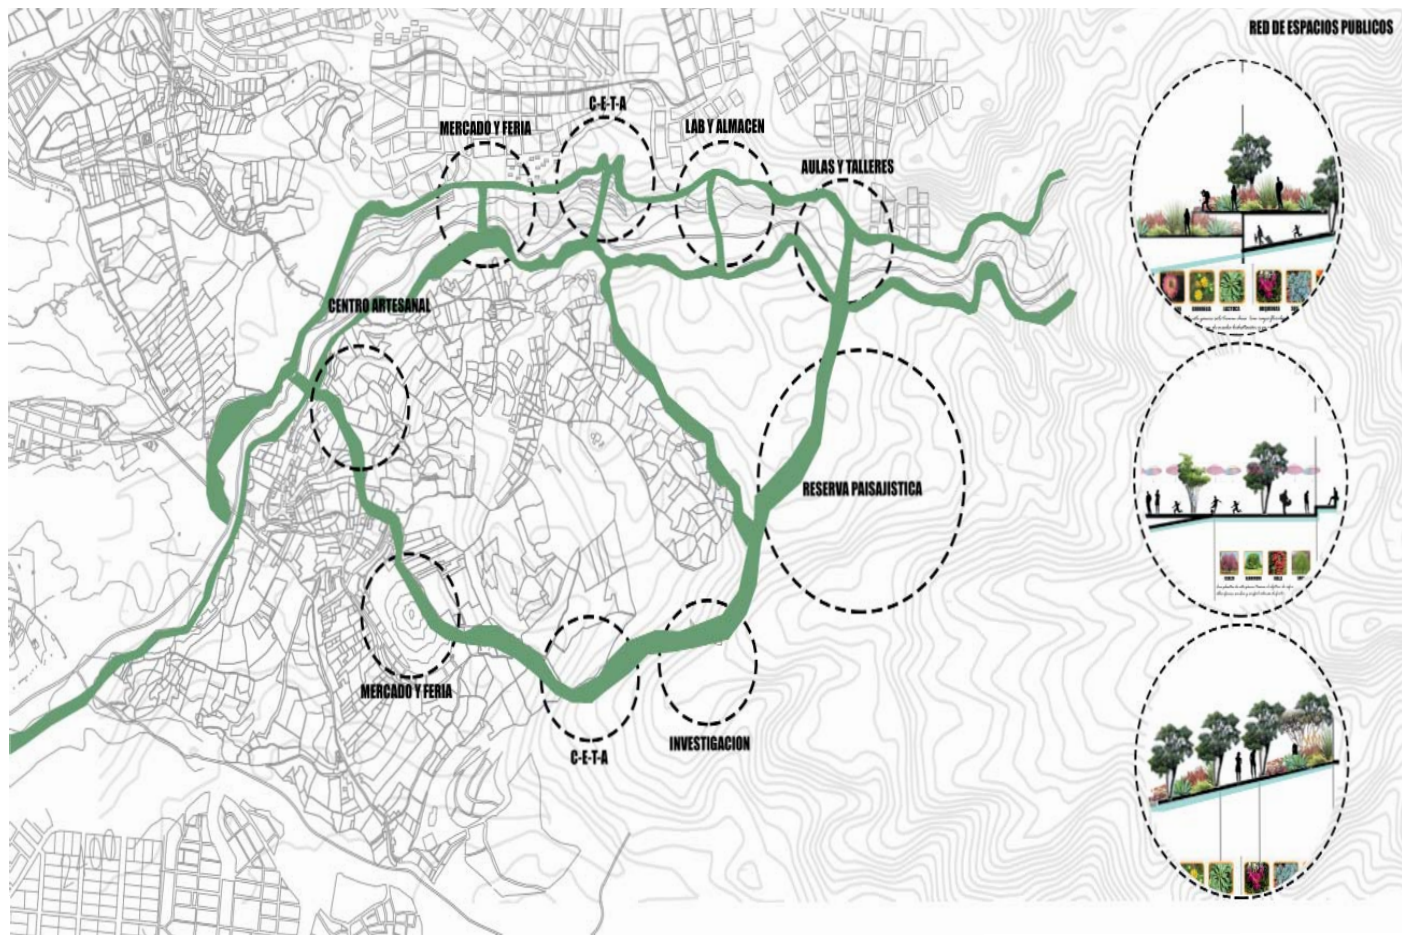 RED DE ESPACIOS PUBLICOS
C-E-T-A
MERCADO Y FERIA
LAB Y ALMACEN
AULAS Y TALLERES
CENTRO ARTESANAL
RESERVA PAISAJISTICA
MERCADO Y FERIA
C-E-T-A
INVESTIGACION